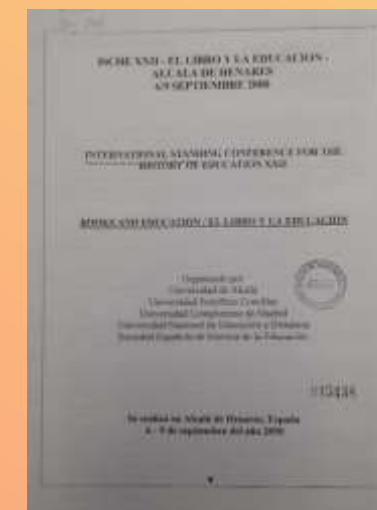 ISCHE XXII - EL LIBRO Y LA EDUCACION -
ALCALA DE HENARES
6/9 SEPTIEMBRE 2000
INTERNATIONAL STANDING CONFERENCE FOR THE
HISTORY OF EDUCATION XXII
BOOKS AND EDUCATION / EL LIBRO Y LA EDUCACION
Organizado por
Universidad de Alcalá
Universidad Pontificia Comillas
Universidad Complutense de Madrid
Universidad Nacional de Educación a Distancia
Sociedad Española de Historia de la Educación
Se realizó en Alcalá de Henares, España
6 - 9 de septiembre del año 2000